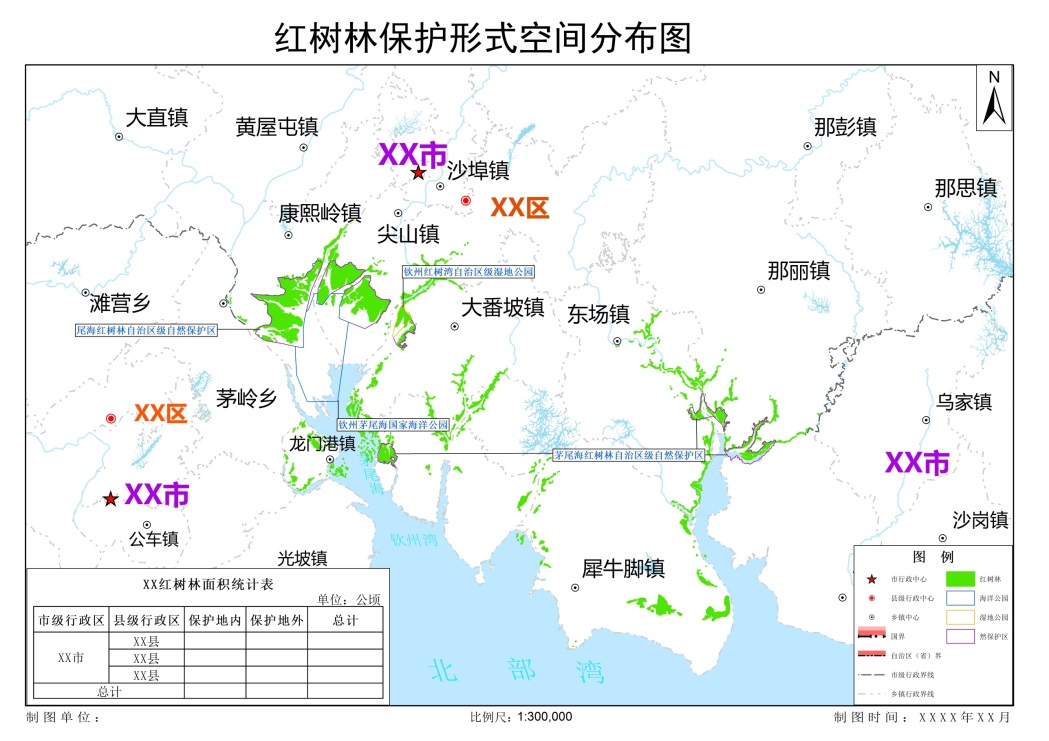 红树林保护形式空间分布图
N
大直镇
黄屋屯镇
那彭镇
XX市
沙埠镇
那思镇
XX区
康熙岭镇
尖山镇
钦州红树湾自治区级湿地公园
那丽镇
滩营乡
大番坡镇
东场镇
尾海红树林自治区级自然保护区
茅岭乡
乌家镇
XX区
钦州茅尾海国家海洋公园
龙门港镇
茅尾海红树林自治区级自然保护区
XX市
尾海
XX市
沙岗镇
公车镇
钦州湾
光坡镇
犀牛脚镇
北部湾
XX红树林面积统计表
单位：公顷
市级行政区 县级行政区 保护地内 保护地外 总计
XX市
XX县
XX县
XX县
总计
图 例
市行政中心 红树林
县级行政中心 海洋公园
乡镇中心 湿地公园
国界 然保护区
自治区（省）界
市级行政界线
乡镇行政界线
制图单位：
比例尺：1:300,000
制图时间：XXXX年XX月